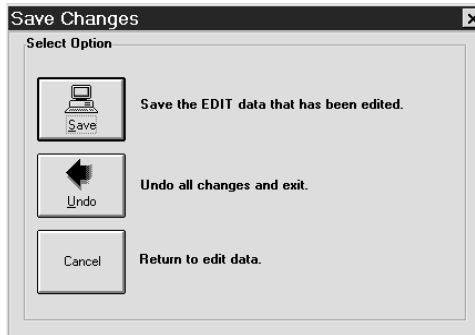 Save Changes
Select Option
Save
Save the EDIT data that has been edited.
Undo
Undo all changes and exit.
Cancel
Return to edit data.